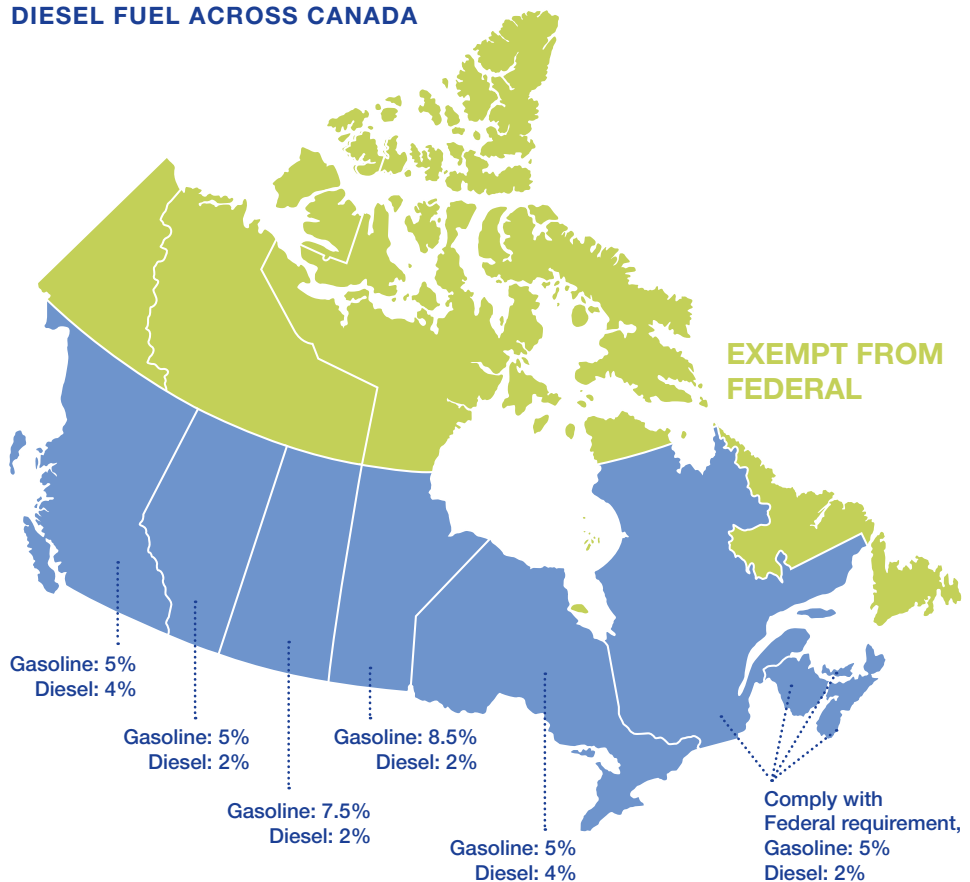 DIESEL FUEL ACROSS CANADA
EXEMPT FROM
FEDERAL
Gasoline: 5%
Diesel: 4%
Gasoline: 5%
Diesel: 2%
Gasoline: 7.5%
Diesel: 2%
Gasoline: 8.5%
Diesel: 2%
Gasoline: 5%
Diesel: 4%
Comply with
Federal requirement,
Gasoline: 5%
Diesel: 2%